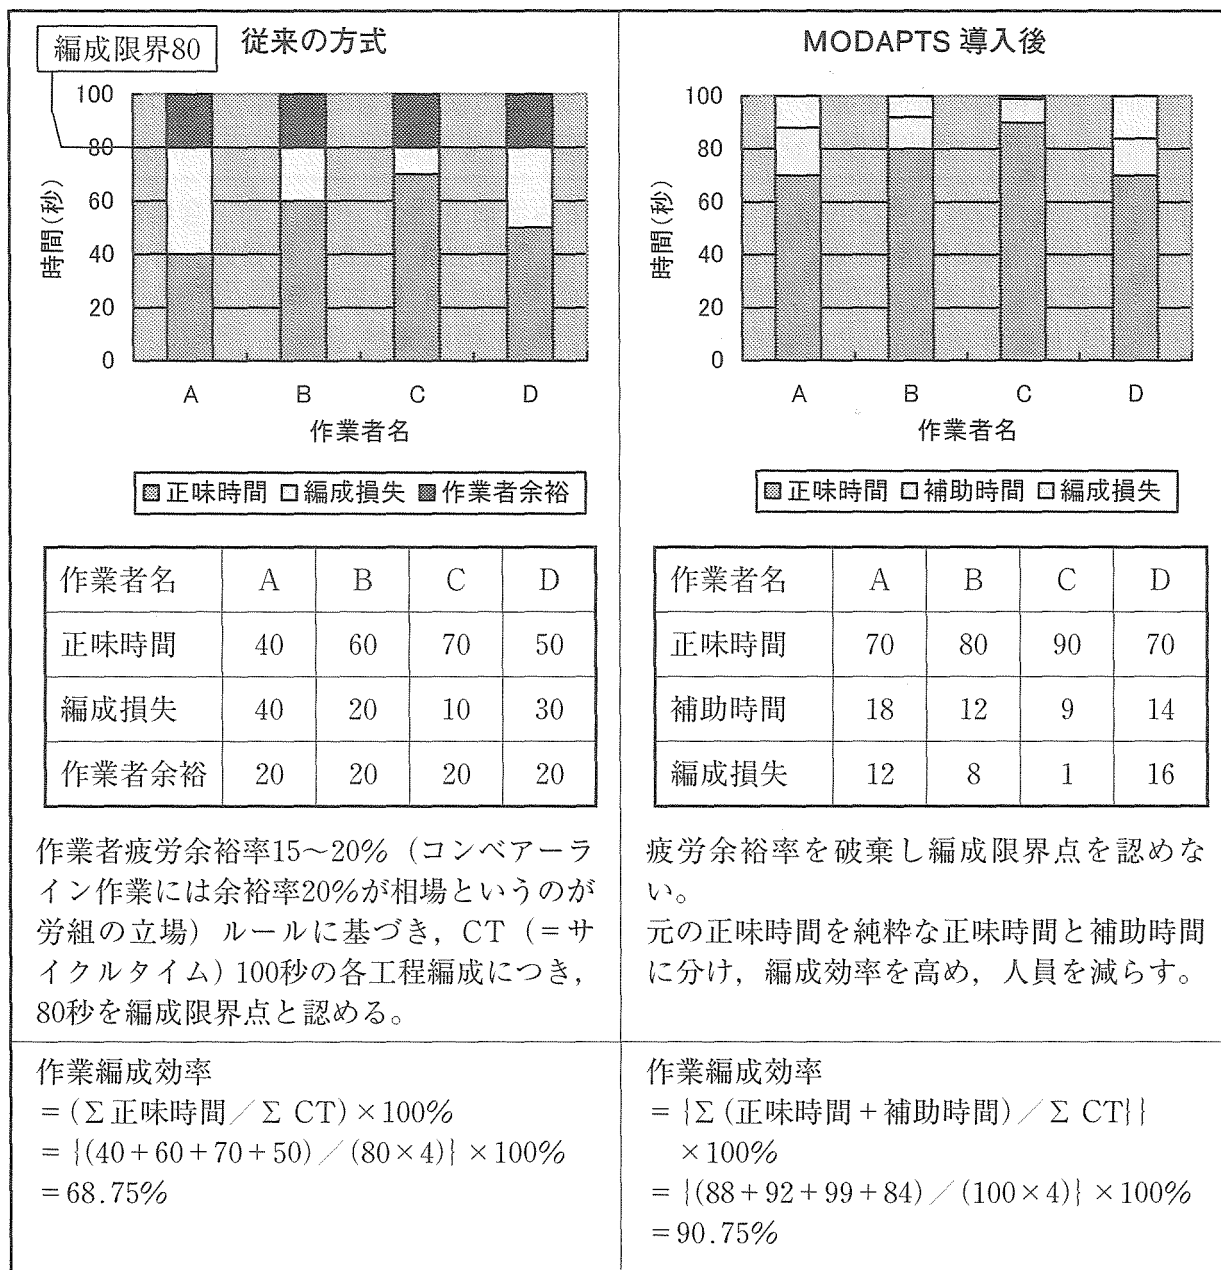 編成限界80
従来の方式
100
80
60
40
20
0
時間(秒)
A B C D
作業者名
正味時間 編成損失 作業者余裕
作業者名 A B C D
正味時間 40 60 70 50
編成損失 40 20 10 30
作業者余裕 20 20 20 20
作業者疲労余裕率15～20%（コンベアーラ
イン作業には余裕率20%が相場というのが
労組の立場）ルールに基づき，CT（＝サ
イクルタイム）100秒の各工程編成につき，
80秒を編成限界点と認める。
作業編成効率
＝(Σ正味時間／Σ CT)×100%
＝{(40+60+70+50)／(80×4)}×100%
＝68.75%
MODAPTS 導入後
100
80
60
40
20
0
時間(秒)
A B C D
作業者名
正味時間 補助時間 編成損失
作業者名 A B C D
正味時間 70 80 90 70
補助時間 18 12 9 14
編成損失 12 8 1 16
疲労余裕率を破棄し編成限界点を認めな
い。
元の正味時間を純粋な正味時間と補助時間
に分け，編成効率を高め，人員を減らす。
作業編成効率
＝{Σ(正味時間＋補助時間)／Σ CT}}
×100%
＝{(88+92+99+84)／(100×4)}×100%
＝90.75%